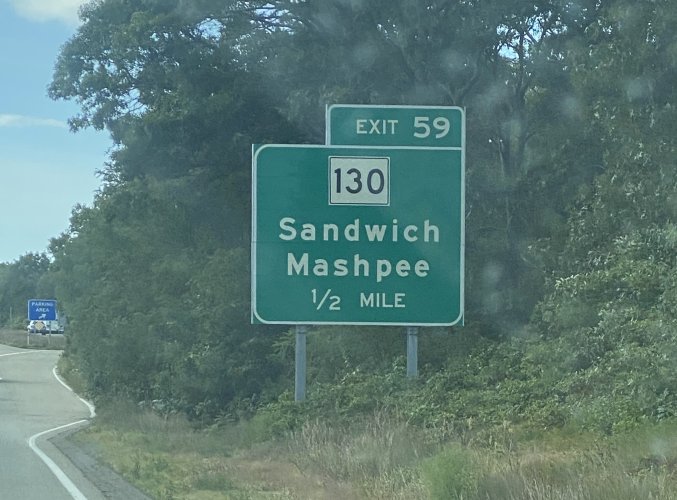 EXIT 59
130
Sandwich
Mashpee
1/2 MILE
PARKING
AREA